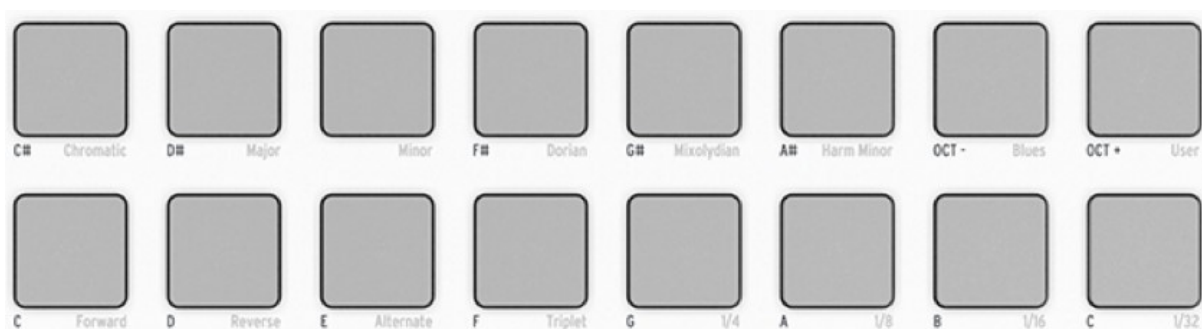 C# Chromatic D# Major Minor F# Dorian G# Mixolydian A# Harm Minor OCT - Blues OCT + User
C Forward D Reverse E Alternate F Triplet G 1/4 A 1/8 B 1/16 C 1/32